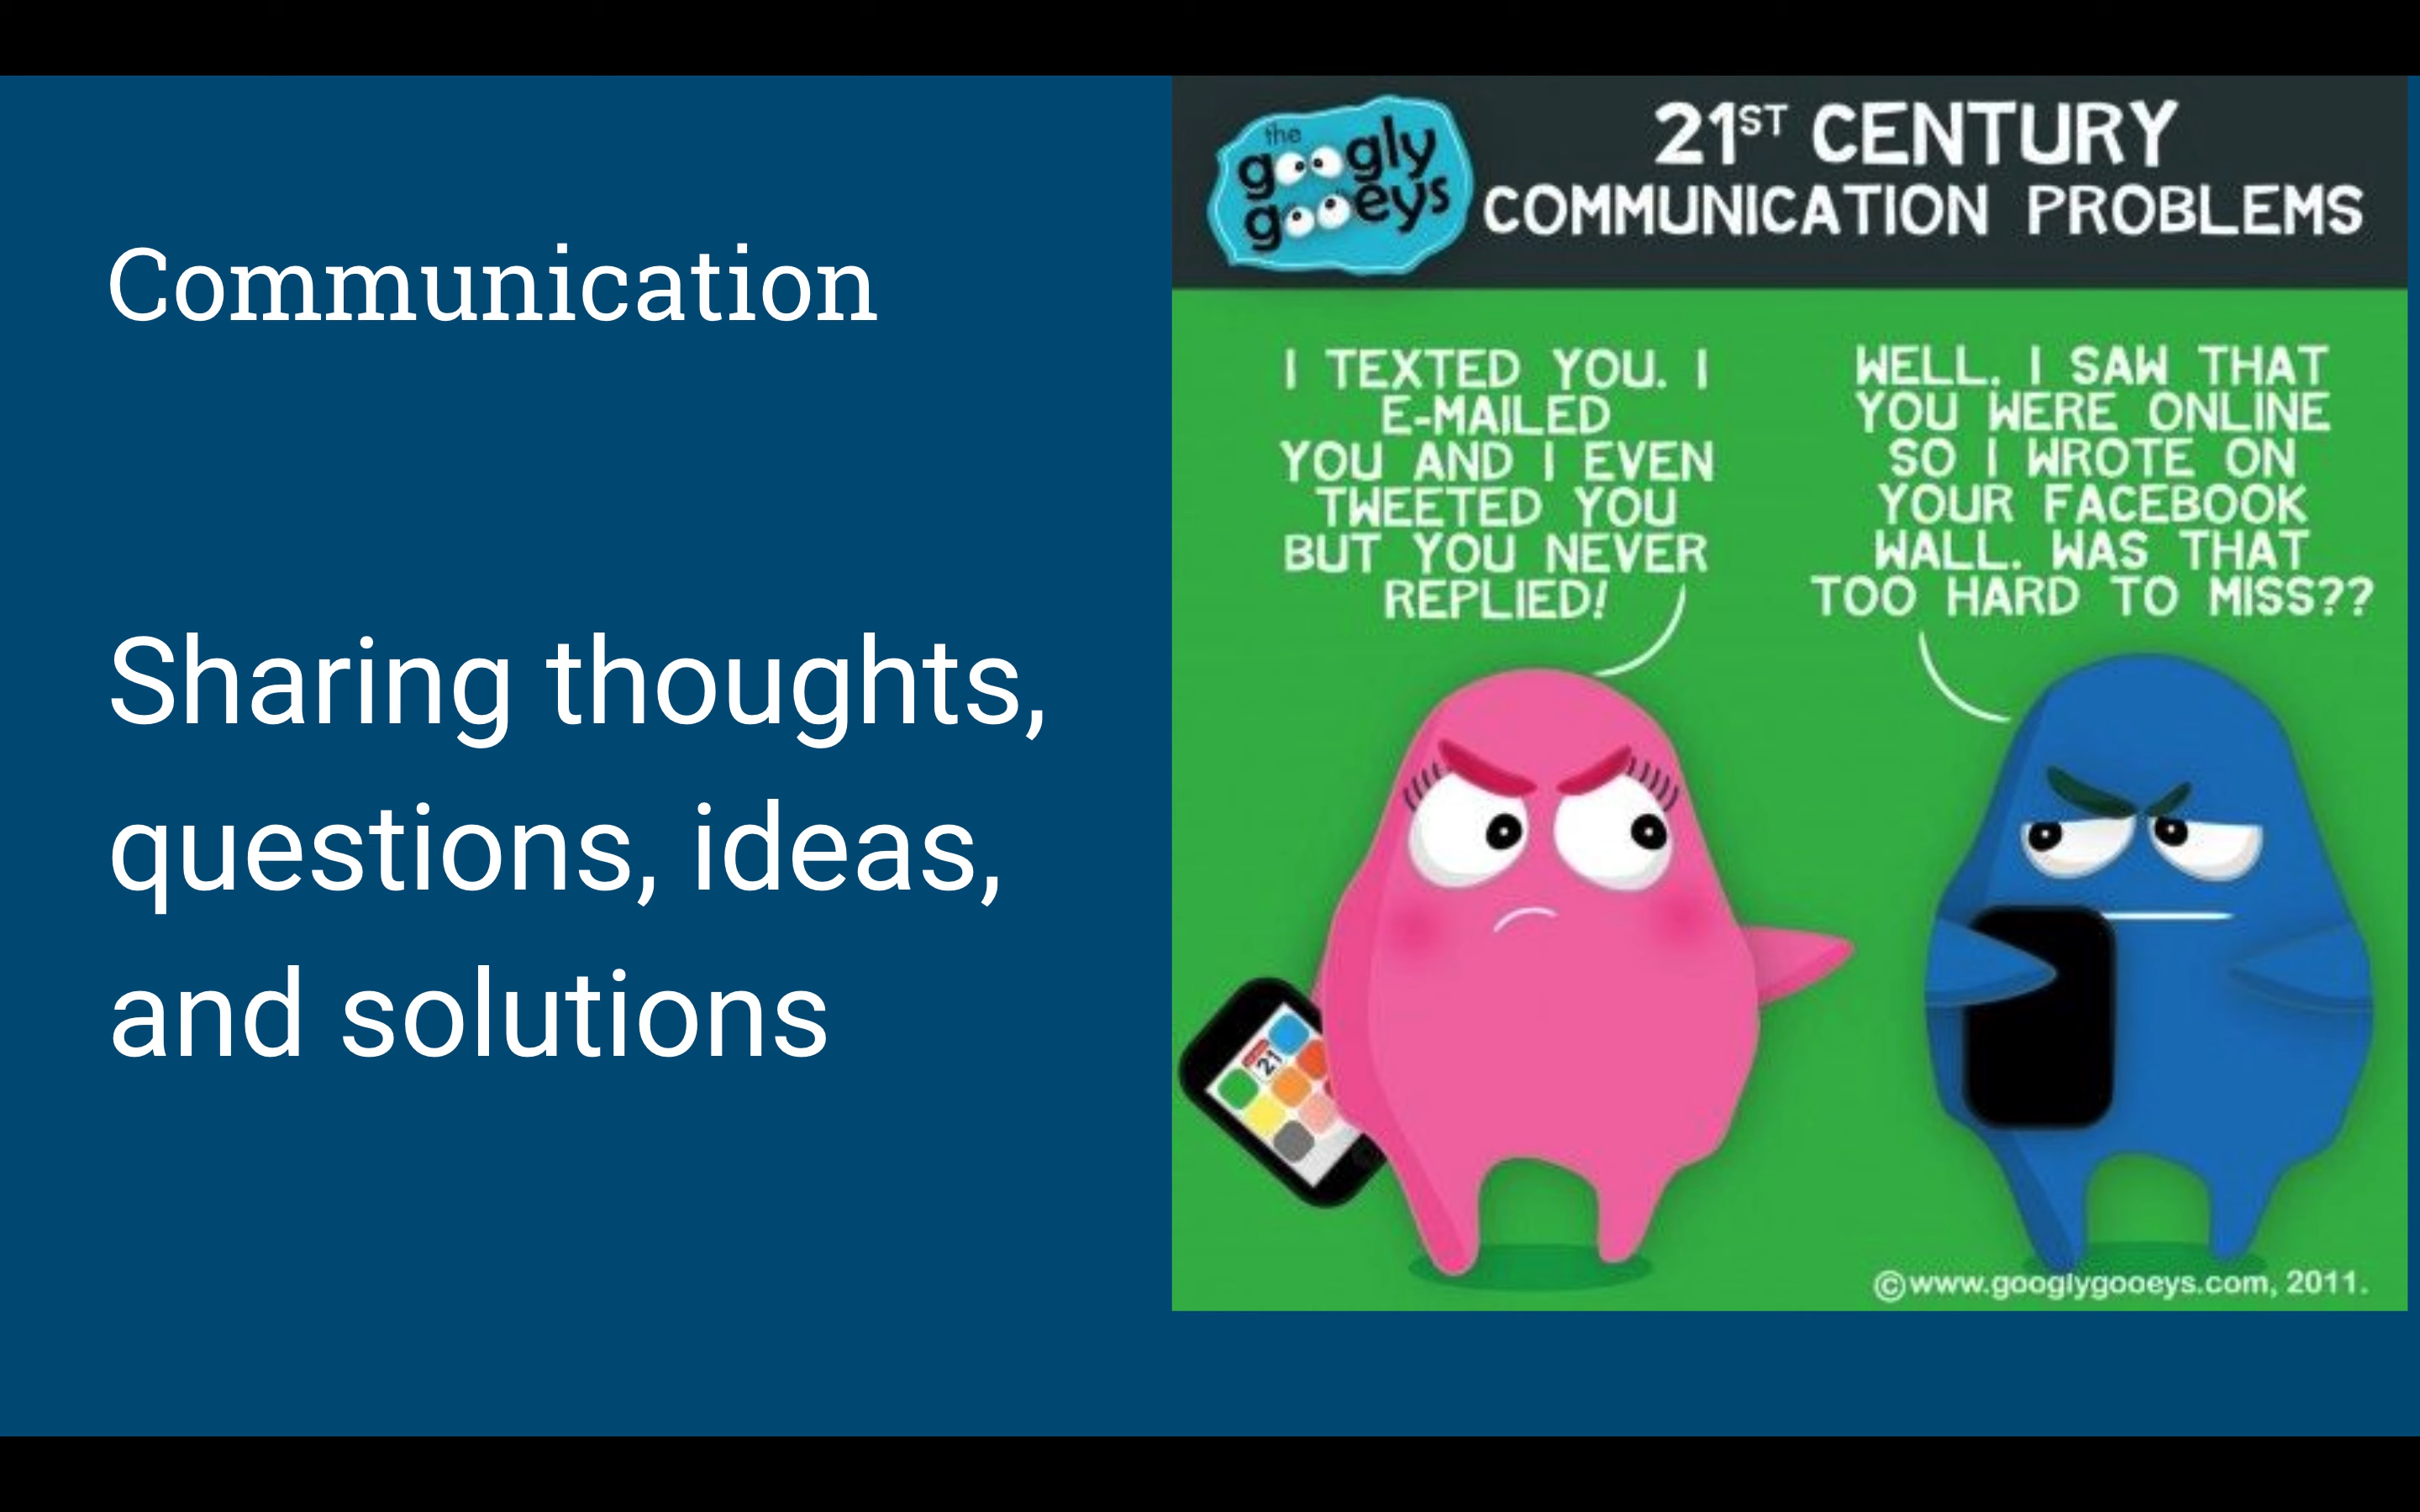 Communication
Sharing thoughts,
questions, ideas,
and solutions
the
googly
gooeys
21ST CENTURY
COMMUNICATION PROBLEMS
I TEXTED YOU. I
E-MAILED
YOU AND I EVEN
TWEETED YOU
BUT YOU NEVER
REPLIED!
WELL. I SAW THAT
YOU WERE ONLINE
SO I WROTE ON
YOUR FACEBOOK
WALL. WAS THAT
TOO HARD TO MISS??
21
©www.googlygooeys.com, 2011.